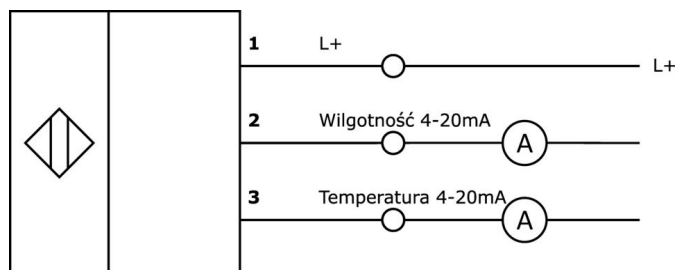 1 L+
L+
2 Wilgotność 4-20mA
A
3 Temperatura 4-20mA
A